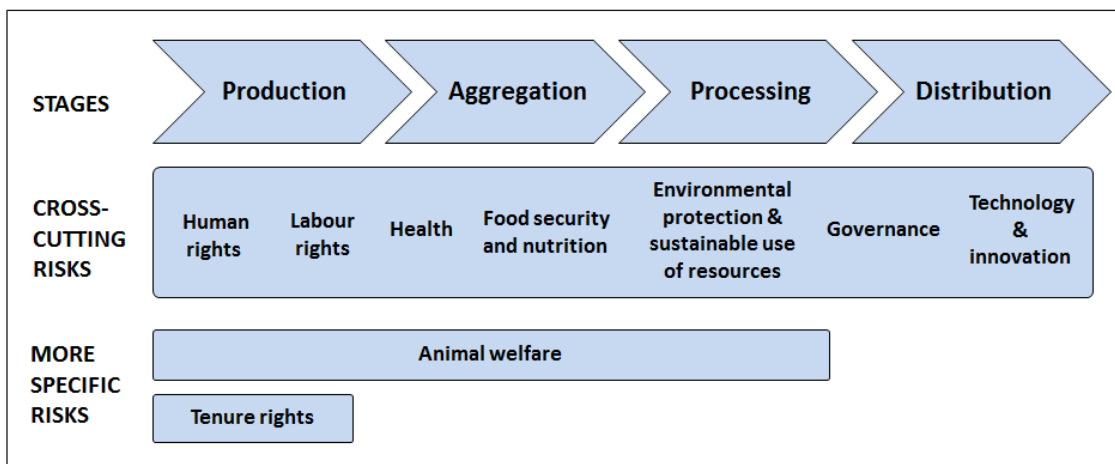 STAGES
Production
Aggregation
Processing
Distribution
CROSS-
CUTTING
RISKS
Human
rights
Labour
rights
Health
Food security
and nutrition
Environmental
protection &
sustainable use
of resources
Governance
Technology
&
innovation
MORE
SPECIFIC
RISKS
Animal welfare
Tenure rights